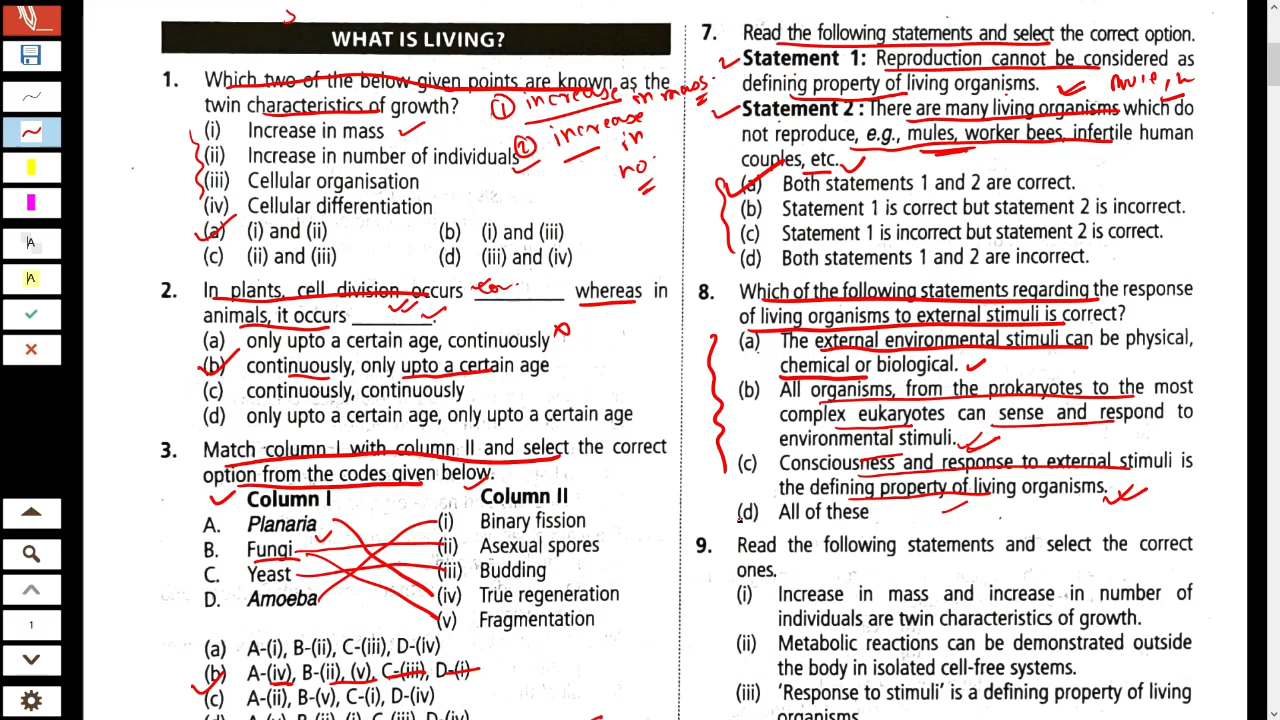 WHAT IS LIVING?
1. Which two of the below given points are known as the
twin characteristics of growth?
① increase in mass
② increase
in
no.
(i) Increase in mass
(ii) Increase in number of individuals
(iii) Cellular organisation
(iv) Cellular differentiation
(a) (i) and (ii) (b) (i) and (iii)
(c) (ii) and (iii) (d) (iii) and (iv)
2. In plants, cell division occurs ________ whereas in
animals, it occurs ________.
(a) only upto a certain age, continuously
(b) continuously, only upto a certain age
(c) continuously, continuously
(d) only upto a certain age, only upto a certain age
3. Match column I with column II and select the correct
option from the codes given below.
Column I Column II
A. Planaria (i) Binary fission
B. Fungi (ii) Asexual spores
C. Yeast (iii) Budding
D. Amoeba (iv) True regeneration
(v) Fragmentation
(a) A-(i), B-(ii), C-(iii), D-(iv)
(b) A-(iv), B-(ii), (v), C-(iii), D-(i)
(c) A-(ii), B-(v), C-(i), D-(iv)
(d) A-(v), B-(ii), (i), C-(iii), D-(iv)
7. Read the following statements and select the correct option.
Statement 1: Reproduction cannot be considered as
defining property of living organisms.
Statement 2 : There are many living organisms which do
not reproduce, e.g., mules, worker bees, infertile human
couples, etc.
(a) Both statements 1 and 2 are correct.
(b) Statement 1 is correct but statement 2 is incorrect.
(c) Statement 1 is incorrect but statement 2 is correct.
(d) Both statements 1 and 2 are incorrect.
8. Which of the following statements regarding the response
of living organisms to external stimuli is correct?
(a) The external environmental stimuli can be physical,
chemical or biological.
(b) All organisms, from the prokaryotes to the most
complex eukaryotes can sense and respond to
environmental stimuli.
(c) Consciousness and response to external stimuli is
the defining property of living organisms.
(d) All of these
9. Read the following statements and select the correct
ones.
(i) Increase in mass and increase in number of
individuals are twin characteristics of growth.
(ii) Metabolic reactions can be demonstrated outside
the body in isolated cell-free systems.
(iii) 'Response to stimuli' is a defining property of living
organisms.
A
A
1